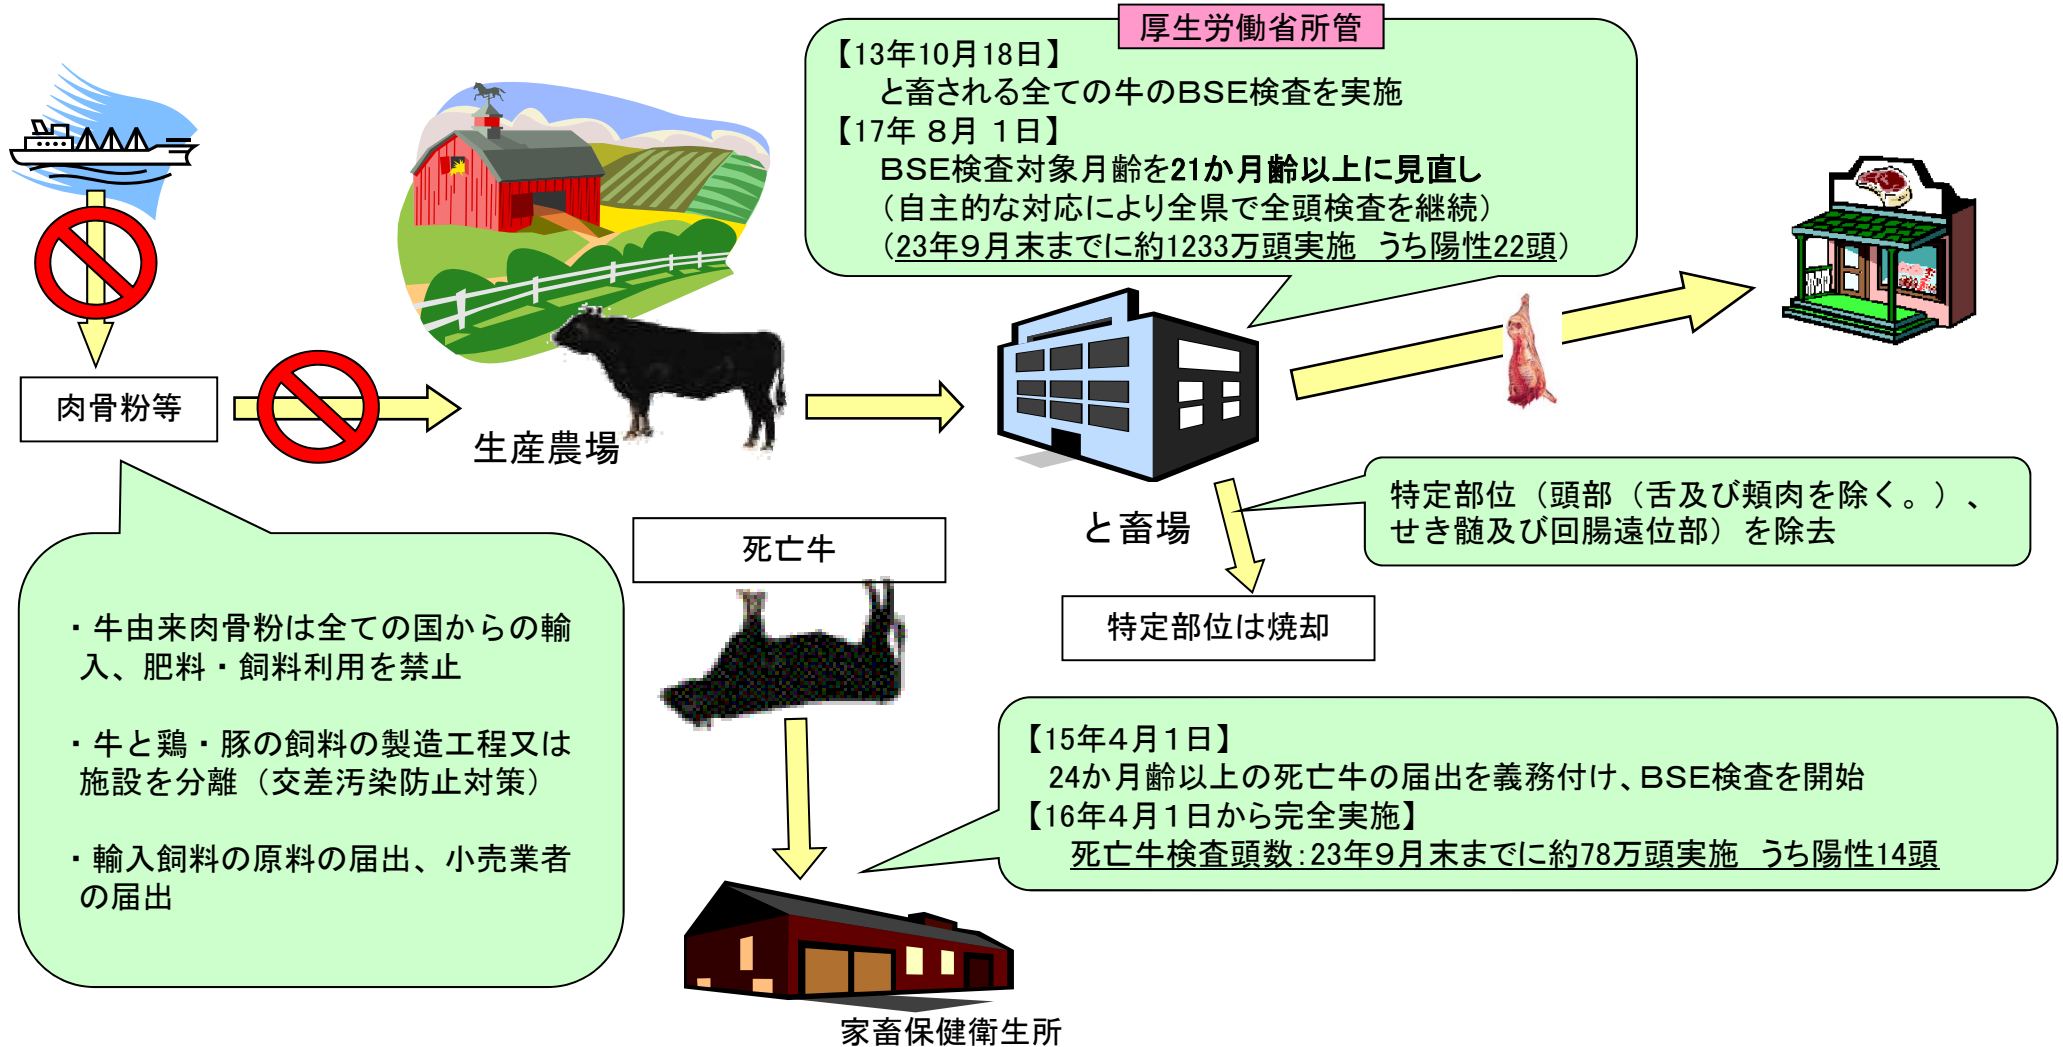 厚生労働省所管
【13年10月18日】
と畜される全ての牛のBSE検査を実施
【17年 8月 1日】
BSE検査対象月齢を21か月齢以上に見直し
（自主的な対応により全県で全頭検査を継続）
（23年9月末までに約1233万頭実施　うち陽性22頭）
肉骨粉等
生産農場
と畜場
特定部位（頭部（舌及び頬肉を除く。）、
せき髄及び回腸遠位部）を除去
死亡牛
特定部位は焼却
・牛由来肉骨粉は全ての国からの輸
入、肥料・飼料利用を禁止
・牛と鶏・豚の飼料の製造工程又は
施設を分離（交差汚染防止対策）
・輸入飼料の原料の届出、小売業者
の届出
【15年4月1日】
24か月齢以上の死亡牛の届出を義務付け、BSE検査を開始
【16年4月1日から完全実施】
死亡牛検査頭数：23年9月末までに約78万頭実施　うち陽性14頭
家畜保健衛生所